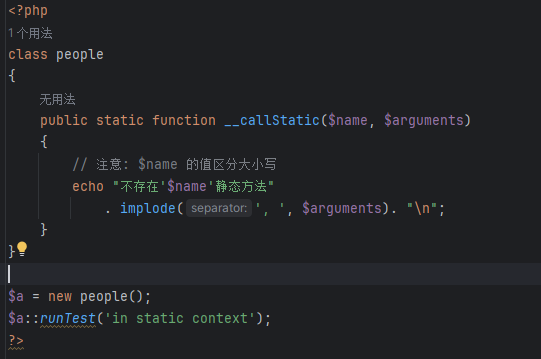 <?php
1 个用法
class people
{
无用法
public static function __callStatic($name, $arguments)
{
// 注意: $name 的值区分大小写
echo "不存在'$name'静态方法"
. implode( separator: ', ', $arguments). "\n";
}
}
$a = new people();
$a::runTest('in static context');
?>